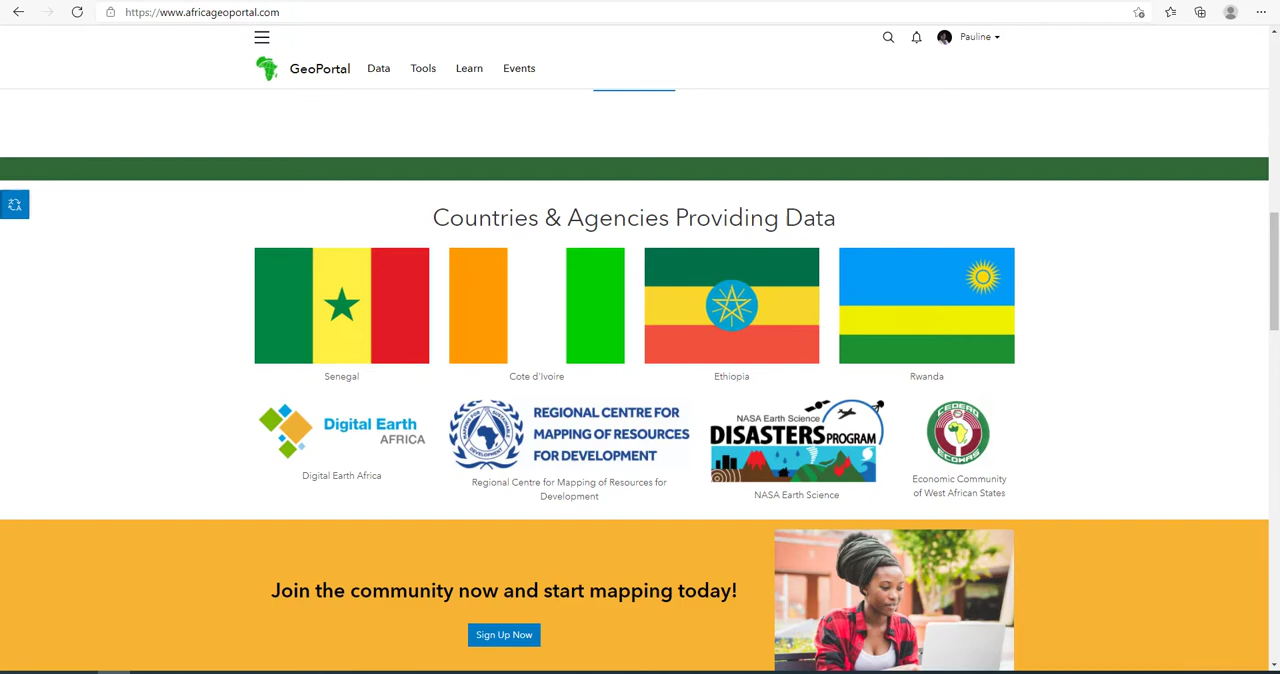 https://www.africageoportal.com
Pauline
GeoPortal Data Tools Learn Events
Countries & Agencies Providing Data
Senegal
Cote d'Ivoire
Ethiopia
Rwanda
Digital Earth
AFRICA
Digital Earth Africa
REGIONAL CENTRE FOR
MAPPING OF RESOURCES
FOR DEVELOPMENT
Regional Centre for Mapping of Resources for
Development
NASA Earth Science
DISASTERS PROGRAM
NASA Earth Science
CEDEAO
ECOWAS
Economic Community
of West African States
Join the community now and start mapping today!
Sign Up Now